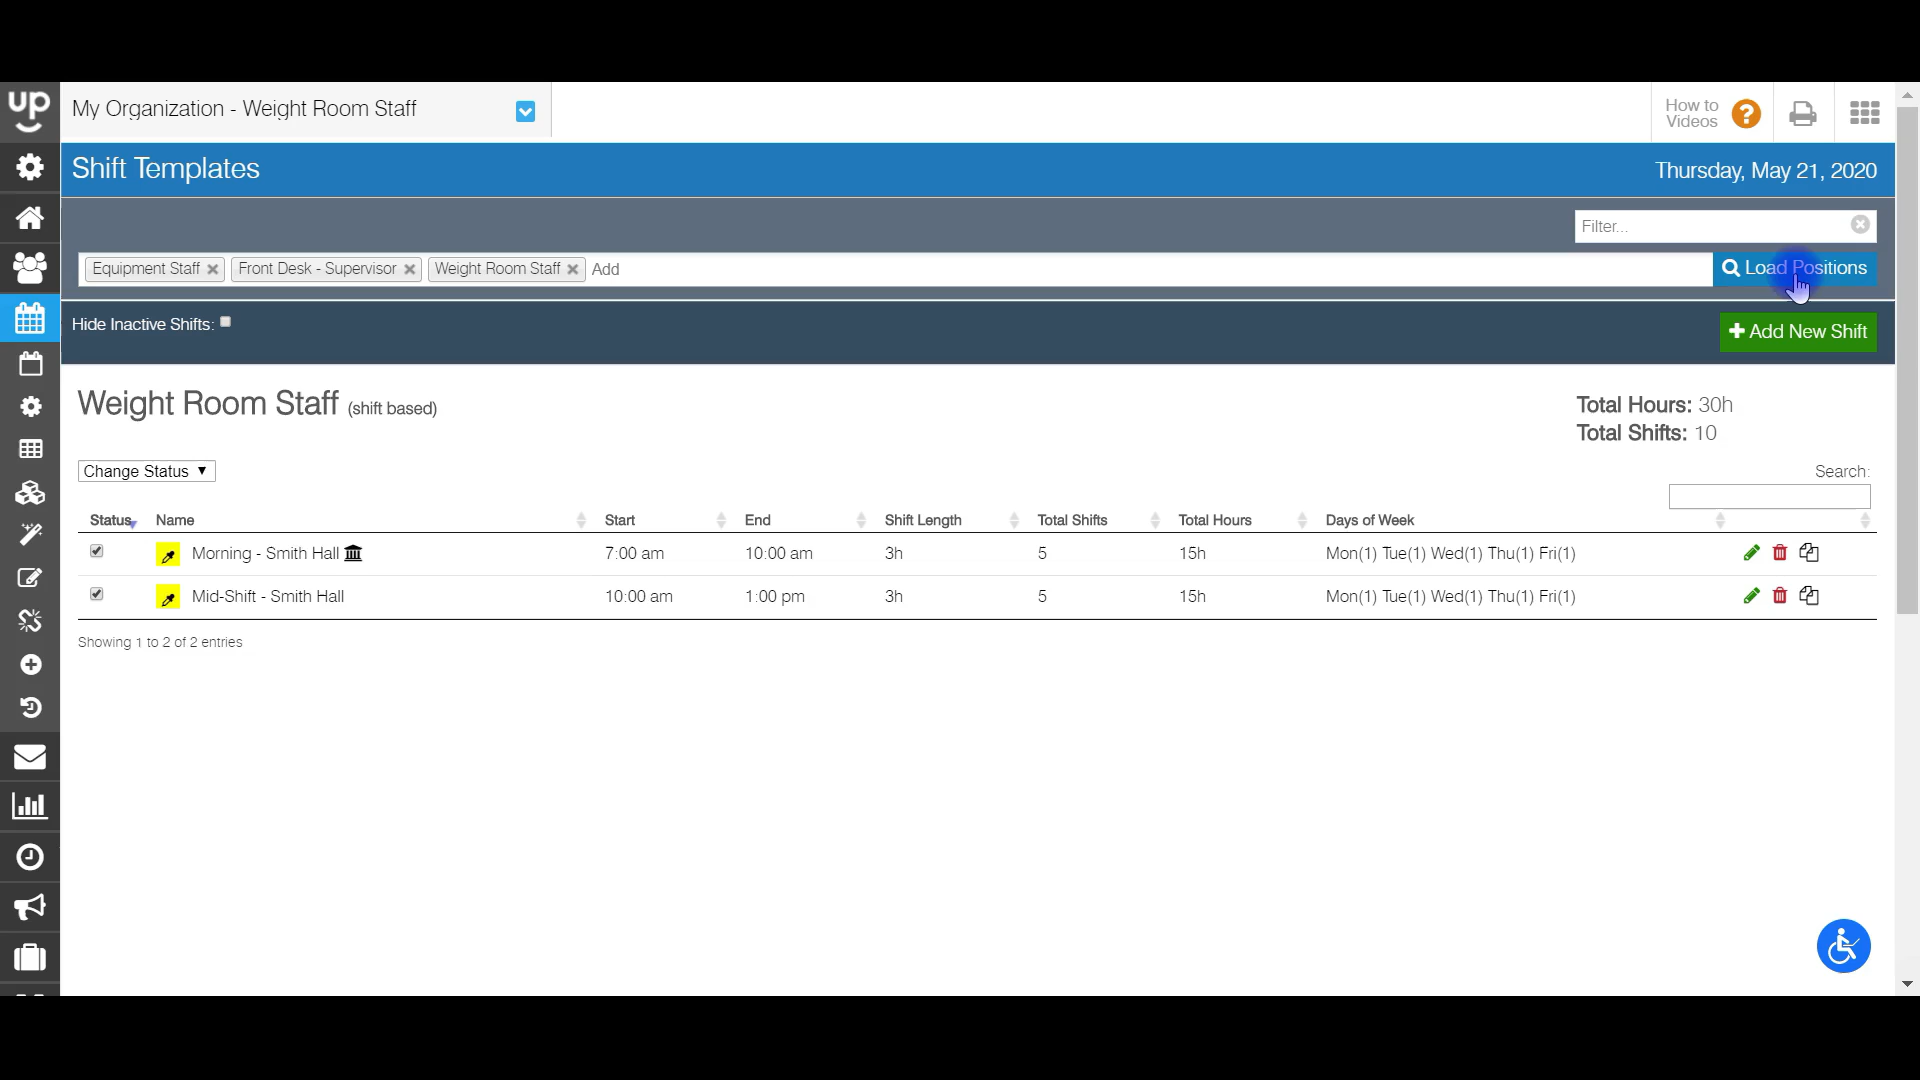 up
My Organization - Weight Room Staff
How to
Videos
?
Shift Templates
Thursday, May 21, 2020
Filter...
Equipment Staff × Front Desk - Supervisor × Weight Room Staff × Add
Load Positions
Hide Inactive Shifts:
+ Add New Shift
Weight Room Staff (shift based)
Total Hours: 30h
Total Shifts: 10
Change Status ▼
Search:
Status Name Start End Shift Length Total Shifts Total Hours Days of Week
Morning - Smith Hall 7:00 am 10:00 am 3h 5 15h Mon(1) Tue(1) Wed(1) Thu(1) Fri(1)
Mid-Shift - Smith Hall 10:00 am 1:00 pm 3h 5 15h Mon(1) Tue(1) Wed(1) Thu(1) Fri(1)
Showing 1 to 2 of 2 entries